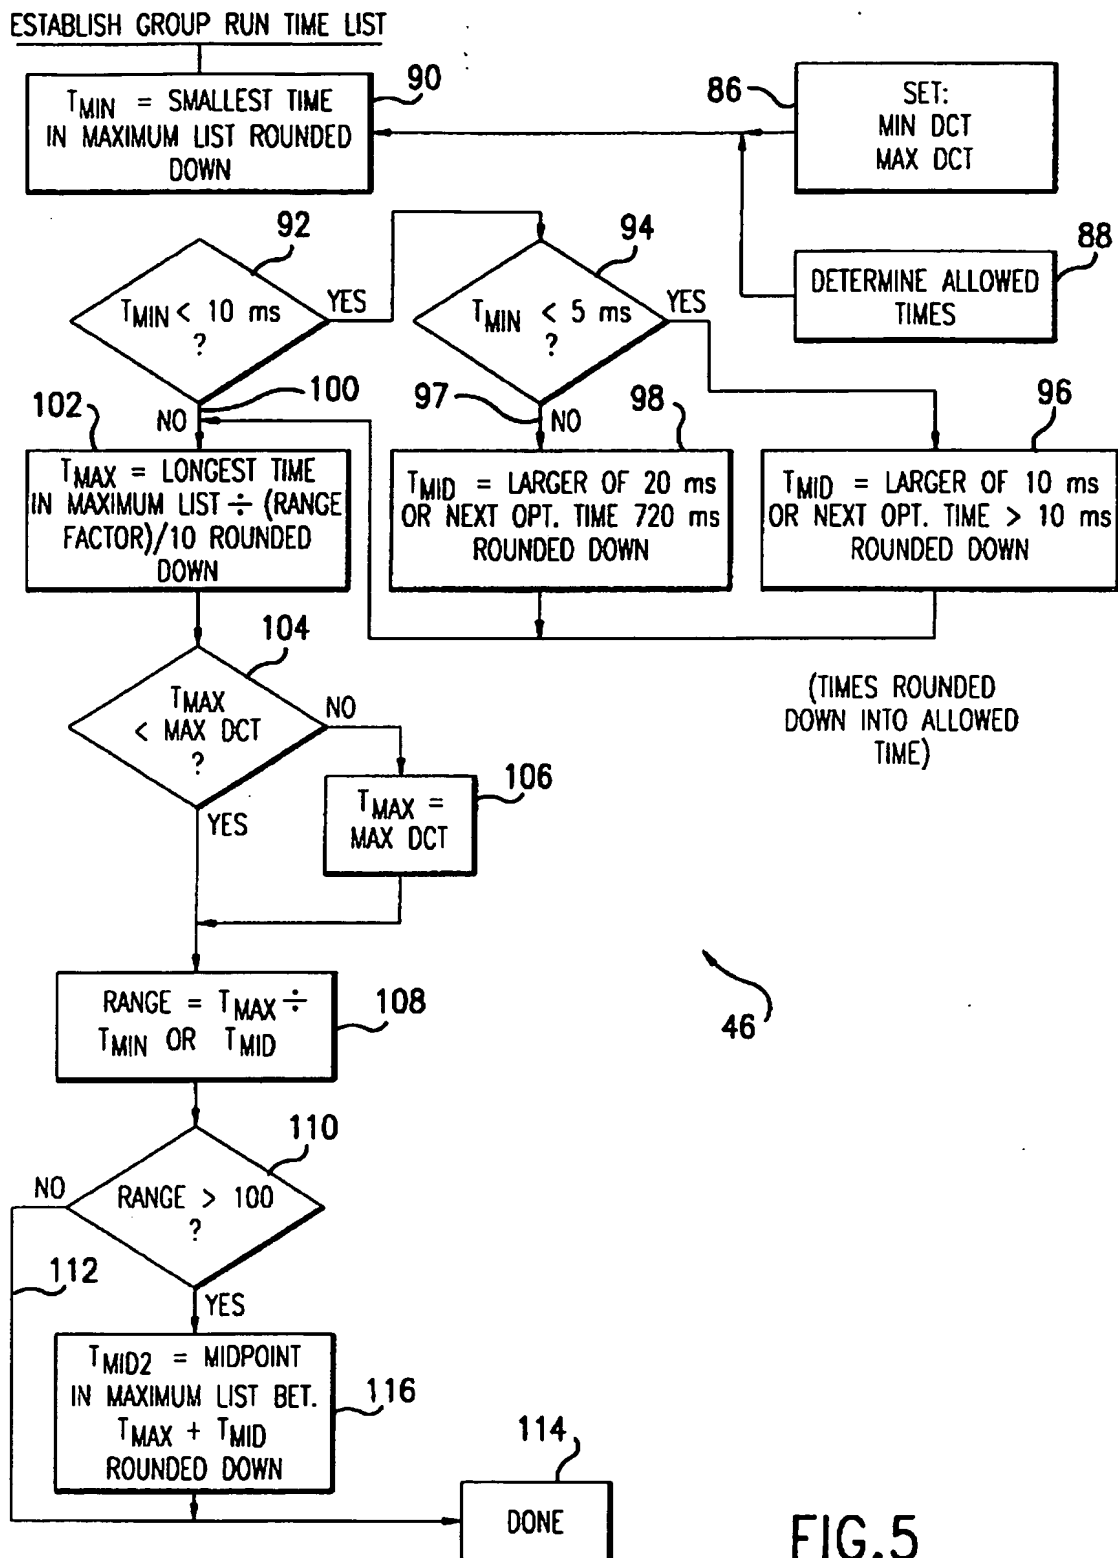 ESTABLISH GROUP RUN TIME LIST
90
TMIN = SMALLEST TIME
IN MAXIMUM LIST ROUNDED
DOWN
86
SET:
MIN DCT
MAX DCT
88
DETERMINE ALLOWED
TIMES
92
TMIN < 10 ms
?
YES
NO
100
94
TMIN < 5 ms
?
YES
97
NO
102
TMAX = LONGEST TIME
IN MAXIMUM LIST ÷ (RANGE
FACTOR)/10 ROUNDED
DOWN
98
TMID = LARGER OF 20 ms
OR NEXT OPT. TIME 720 ms
ROUNDED DOWN
96
TMID = LARGER OF 10 ms
OR NEXT OPT. TIME > 10 ms
ROUNDED DOWN
(TIMES ROUNDED
DOWN INTO ALLOWED
TIME)
104
TMAX
< MAX DCT
?
NO
YES
106
TMAX =
MAX DCT
108
RANGE = TMAX ÷
TMIN OR TMID
46
110
RANGE > 100
?
NO
112
YES
116
TMID2 = MIDPOINT
IN MAXIMUM LIST BET.
TMAX + TMID
ROUNDED DOWN
114
DONE
FIG.5